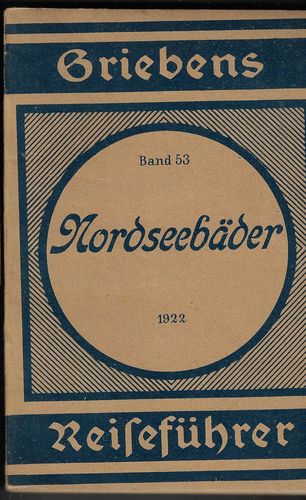 Griebens
Band 53
Nordseebäder
1922
Reiſeführer